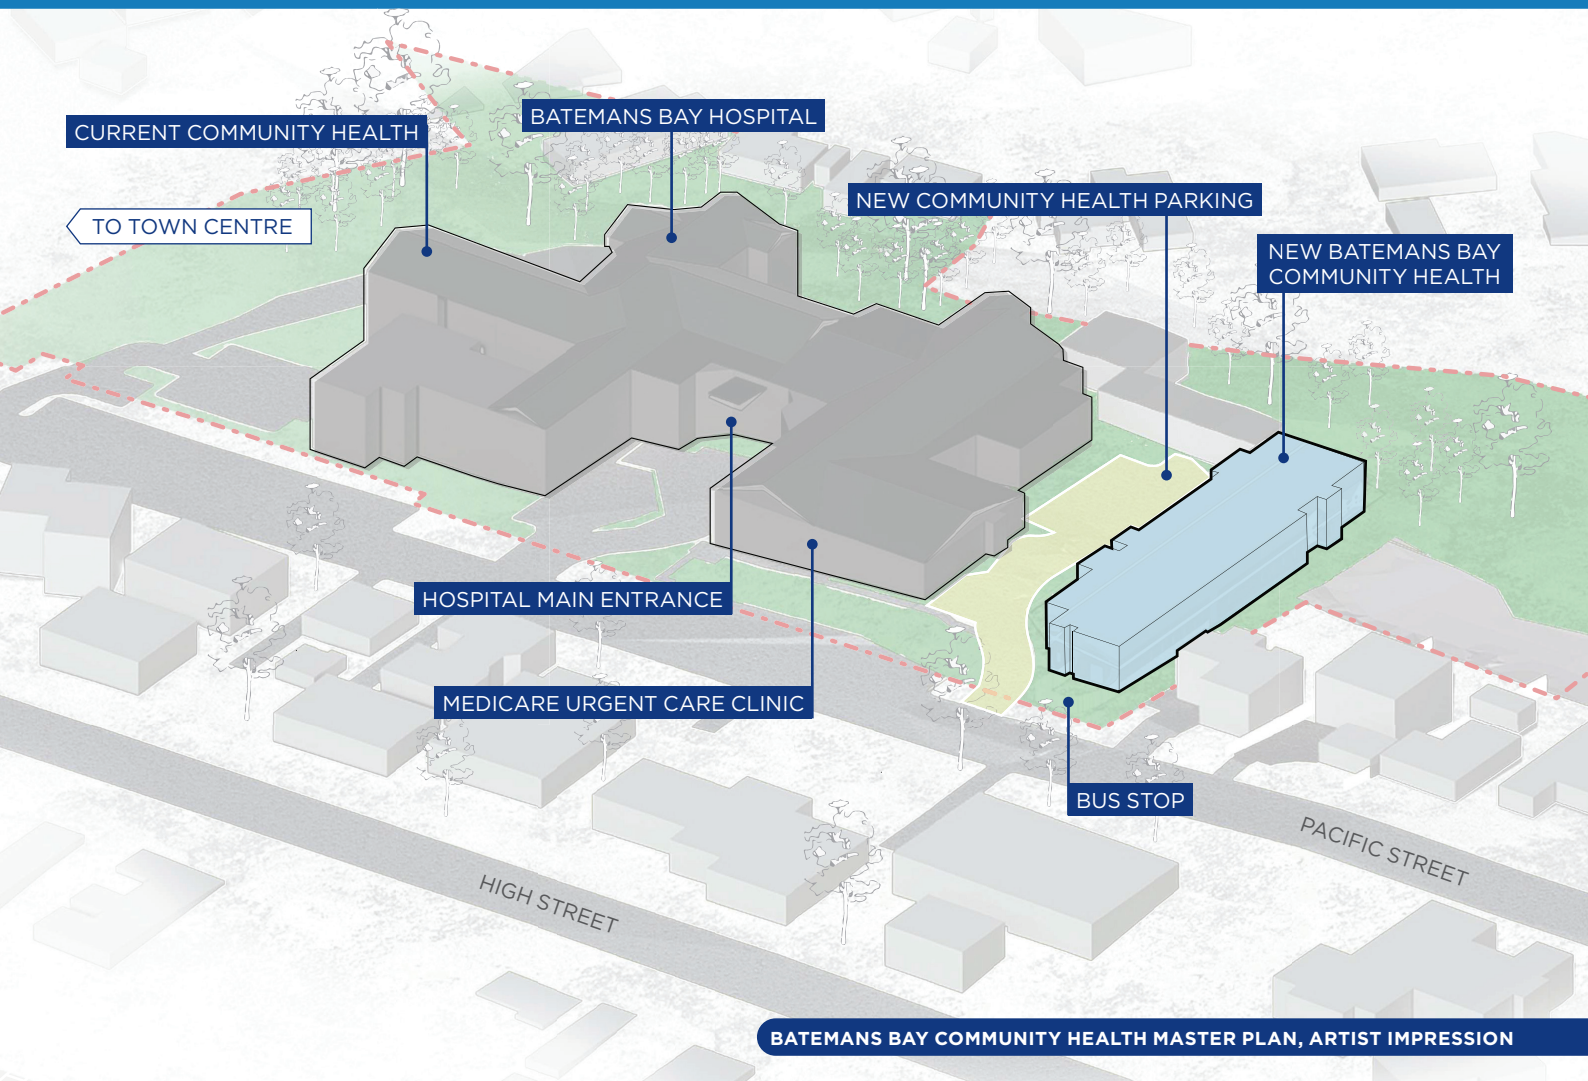 BATEMANS BAY HOSPITAL
CURRENT COMMUNITY HEALTH
NEW COMMUNITY HEALTH PARKING
TO TOWN CENTRE
NEW BATEMANS BAY
COMMUNITY HEALTH
HOSPITAL MAIN ENTRANCE
MEDICARE URGENT CARE CLINIC
BUS STOP
PACIFIC STREET
HIGH STREET
BATEMANS BAY COMMUNITY HEALTH MASTER PLAN, ARTIST IMPRESSION